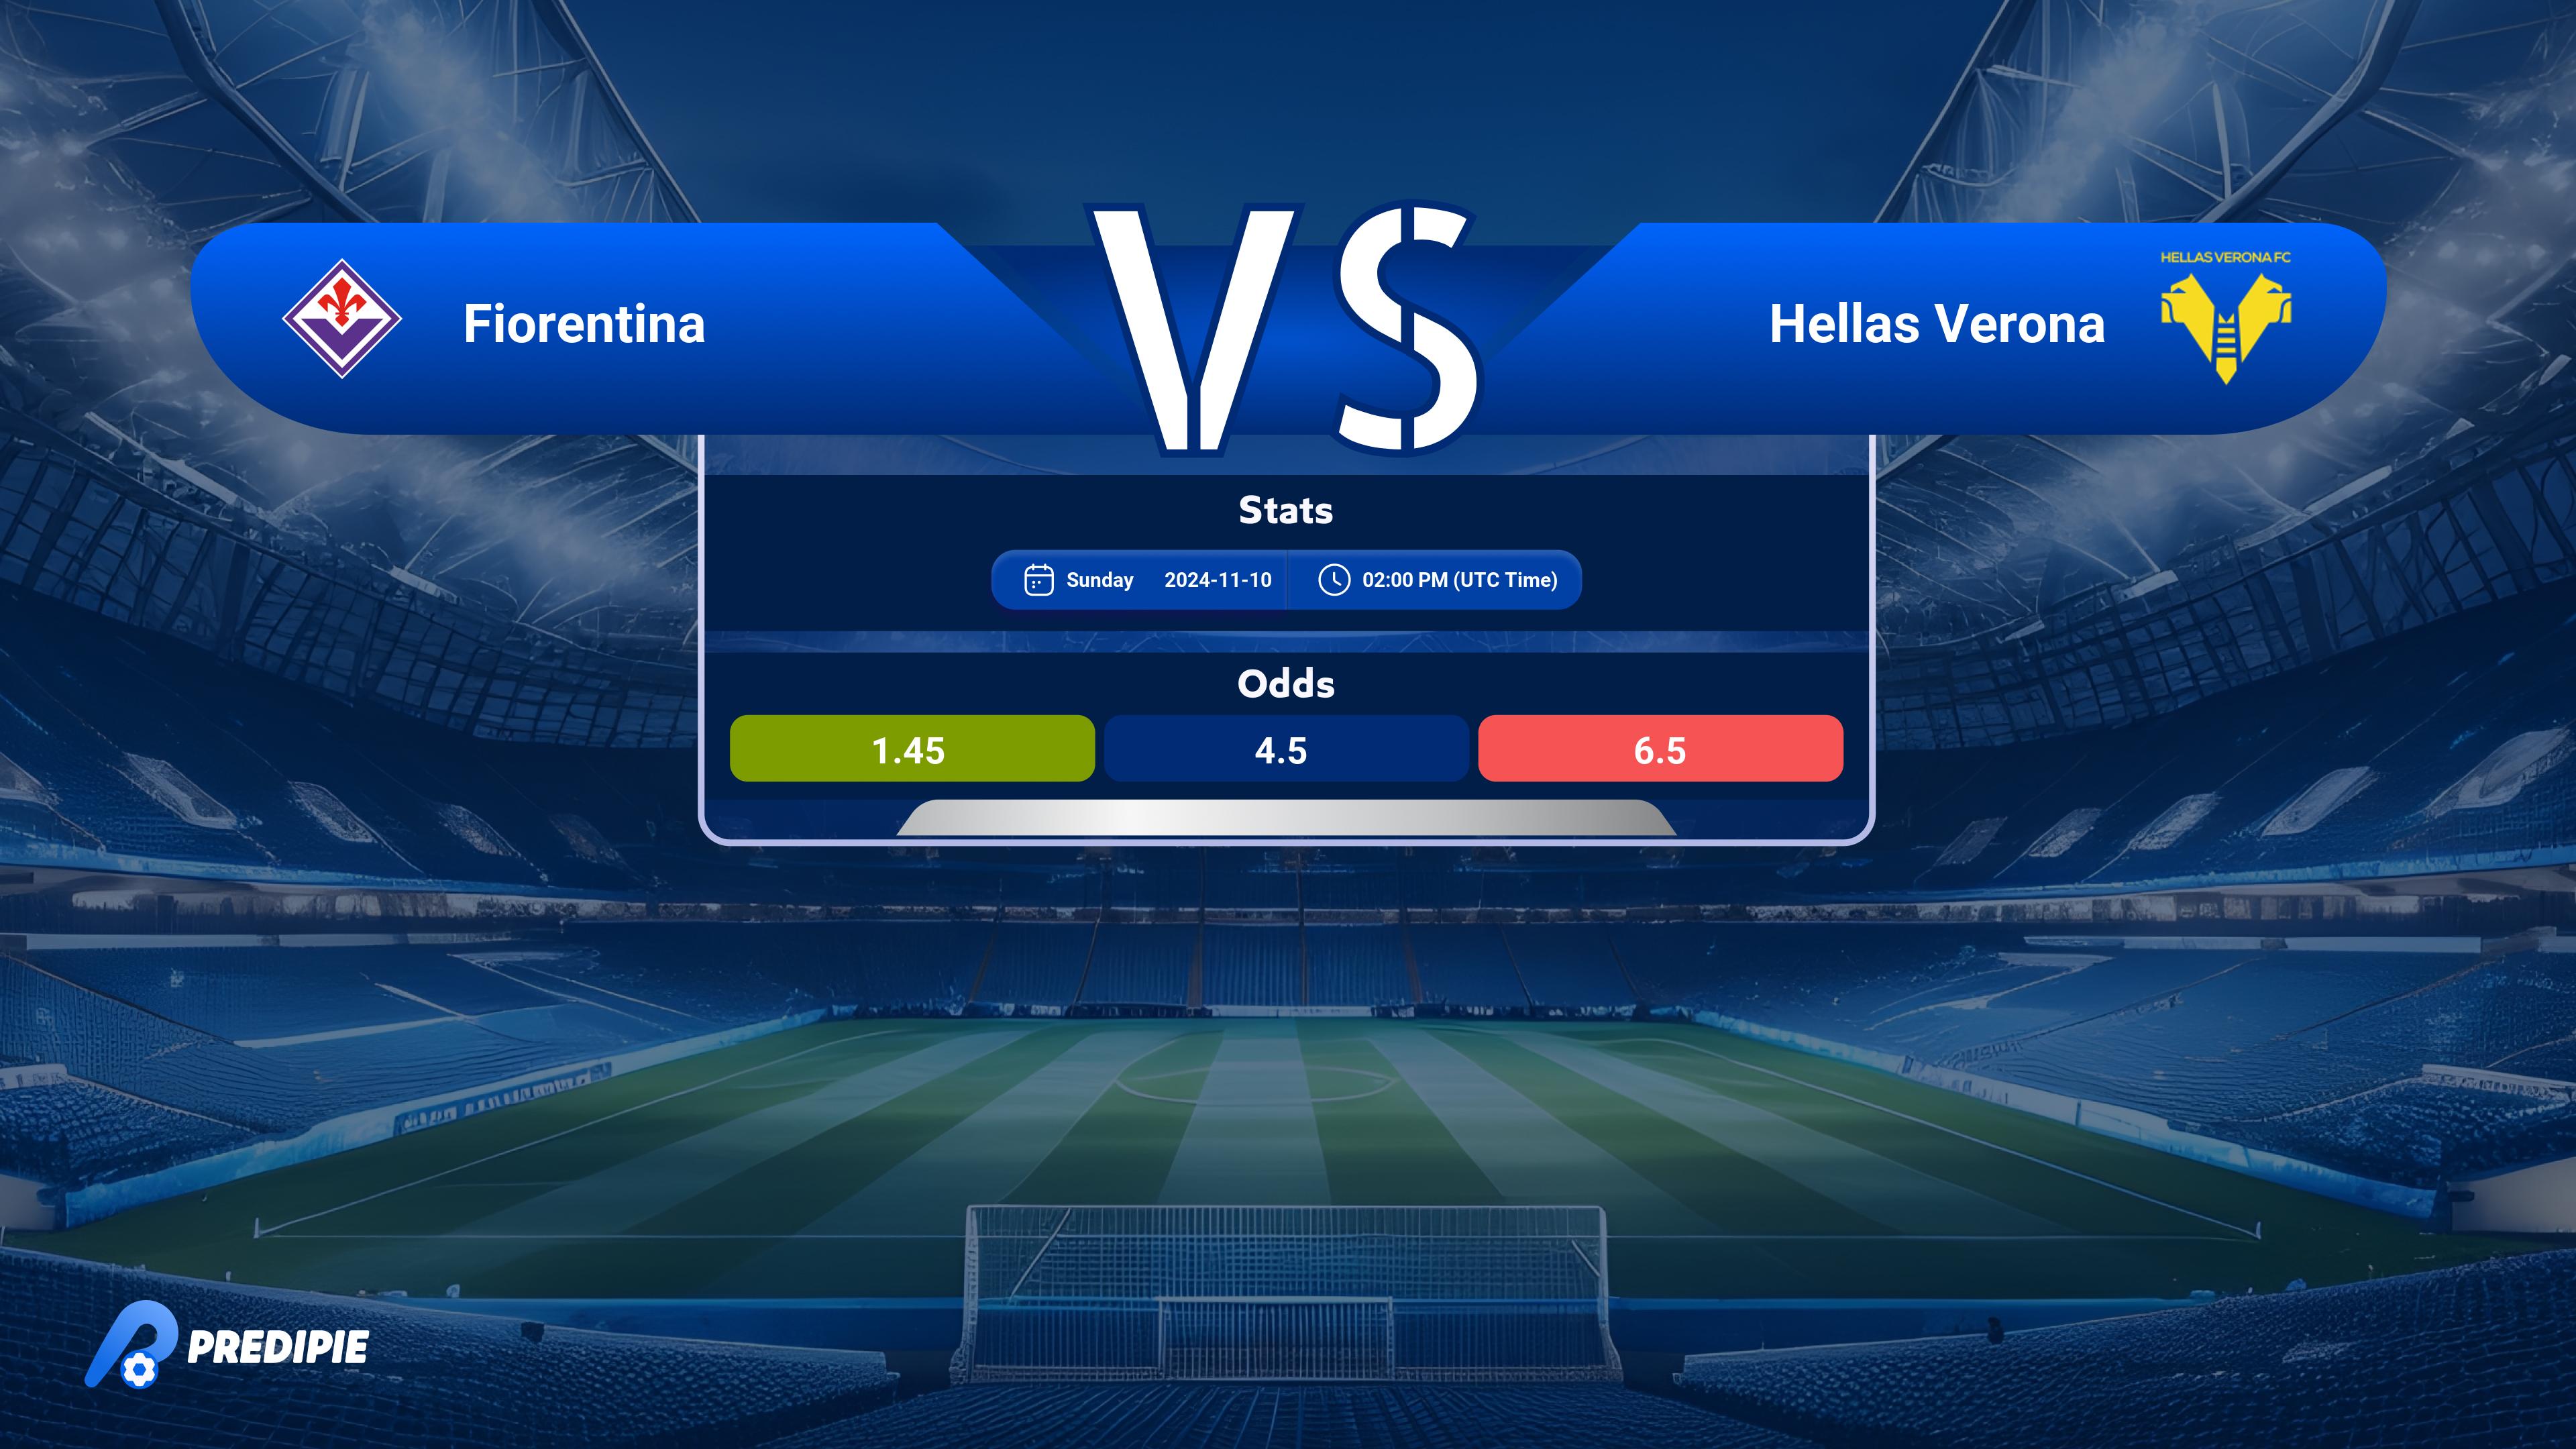 VS
Fiorentina
Hellas Verona
HELLAS VERONA FC
Stats
Sunday 2024-11-10 02:00 PM (UTC Time)
Odds
1.45 4.5 6.5
PREDIPIE